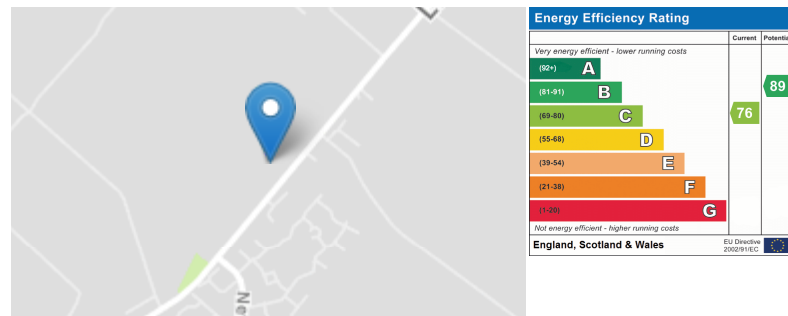 Ne
Energy Efficiency Rating
Current
Potentia
Very energy efficient - lower running costs
(92+) A
(81-91) B
89
(69-80) C
76
(55-68) D
(39-54) E
(21-38) F
(1-20) G
Not energy efficient - higher running costs
England, Scotland & Wales
EU Directive
2002/91/EC